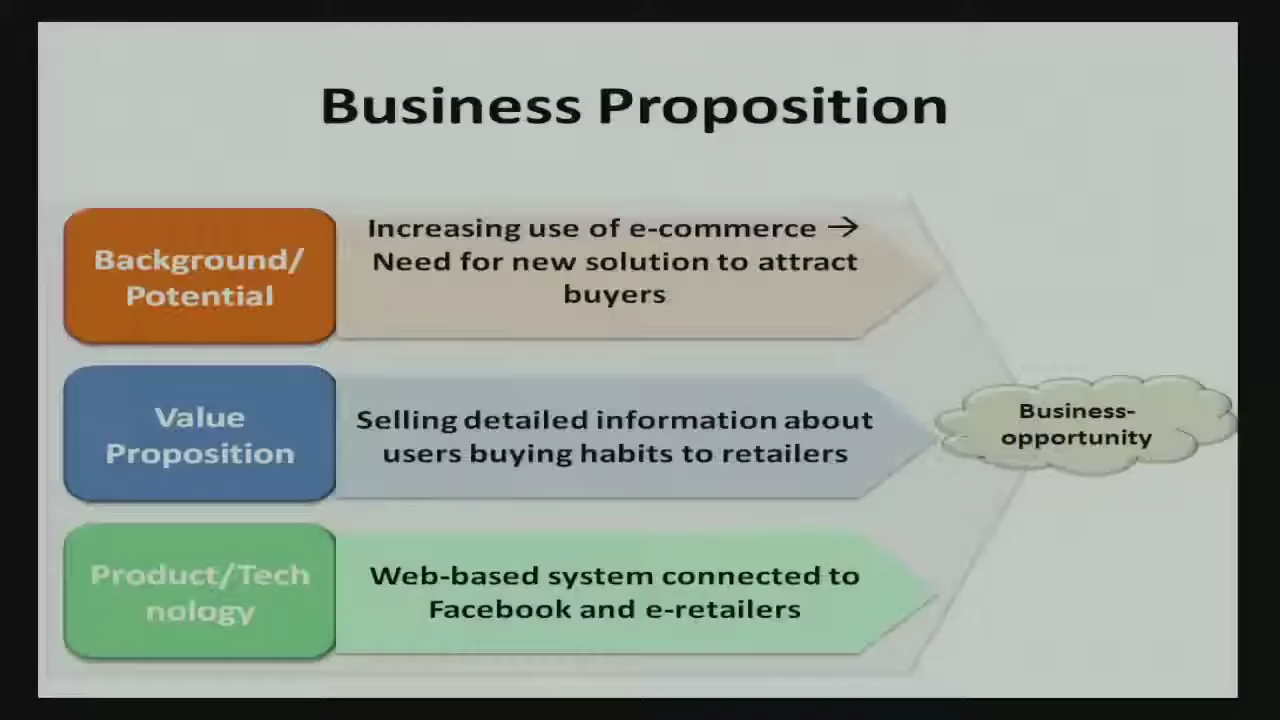 Business Proposition
Background/
Potential
Increasing use of e-commerce →
Need for new solution to attract
buyers
Value
Proposition
Selling detailed information about
users buying habits to retailers
Business-
opportunity
Product/Tech
nology
Web-based system connected to
Facebook and e-retailers